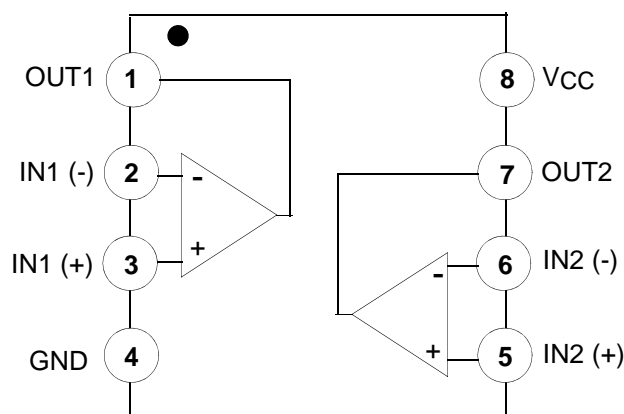 OUT1 1 8 VCC
IN1 (-) 2 - 7 OUT2
IN1 (+) 3 + - 6 IN2 (-)
GND 4 + 5 IN2 (+)